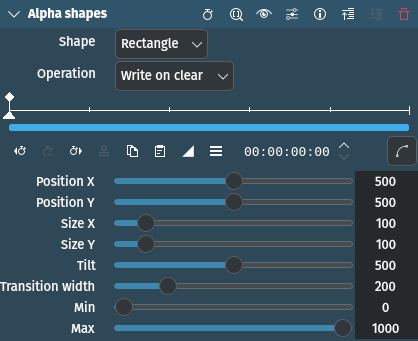 Alpha shapes
Shape Rectangle
Operation Write on clear
00:00:00:00
Position X 500
Position Y 500
Size X 100
Size Y 100
Tilt 500
Transition width 200
Min 0
Max 1000